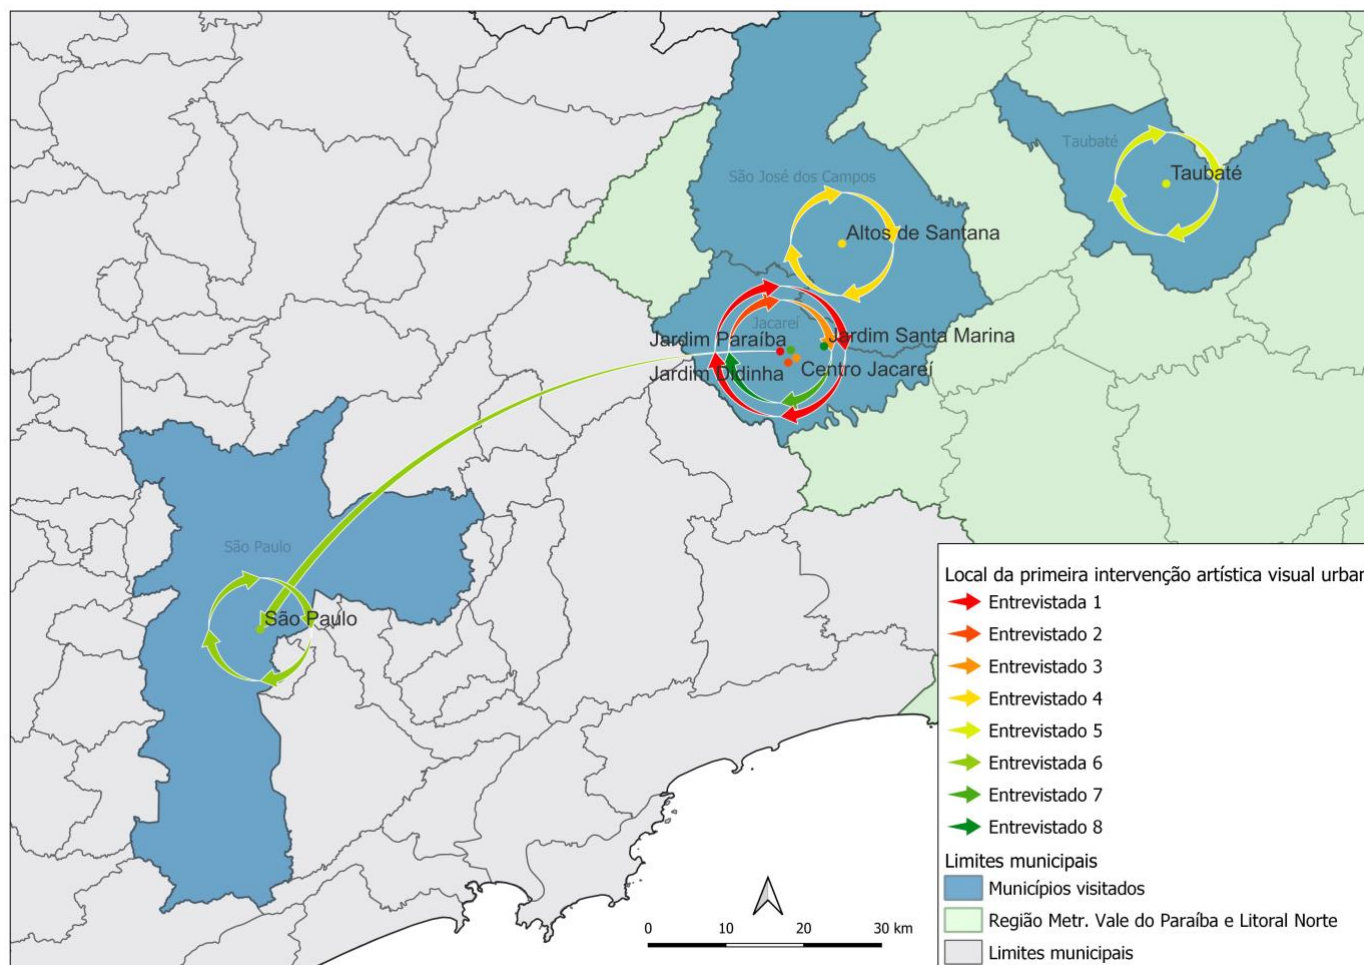 Taubaté
Taubaté
São José dos Campos
Altos de Santana
Jacareí
Jardim Paraíba
Jardim Santa Marina
Jardim Didinha
Centro Jacareí
São Paulo
São Paulo
Local da primeira intervenção artística visual urban
Entrevistada 1
Entrevistado 2
Entrevistado 3
Entrevistado 4
Entrevistado 5
Entrevistada 6
Entrevistado 7
Entrevistado 8
Limites municipais
Municípios visitados
Região Metr. Vale do Paraíba e Litoral Norte
Limites municipais
0 10 20 30 km